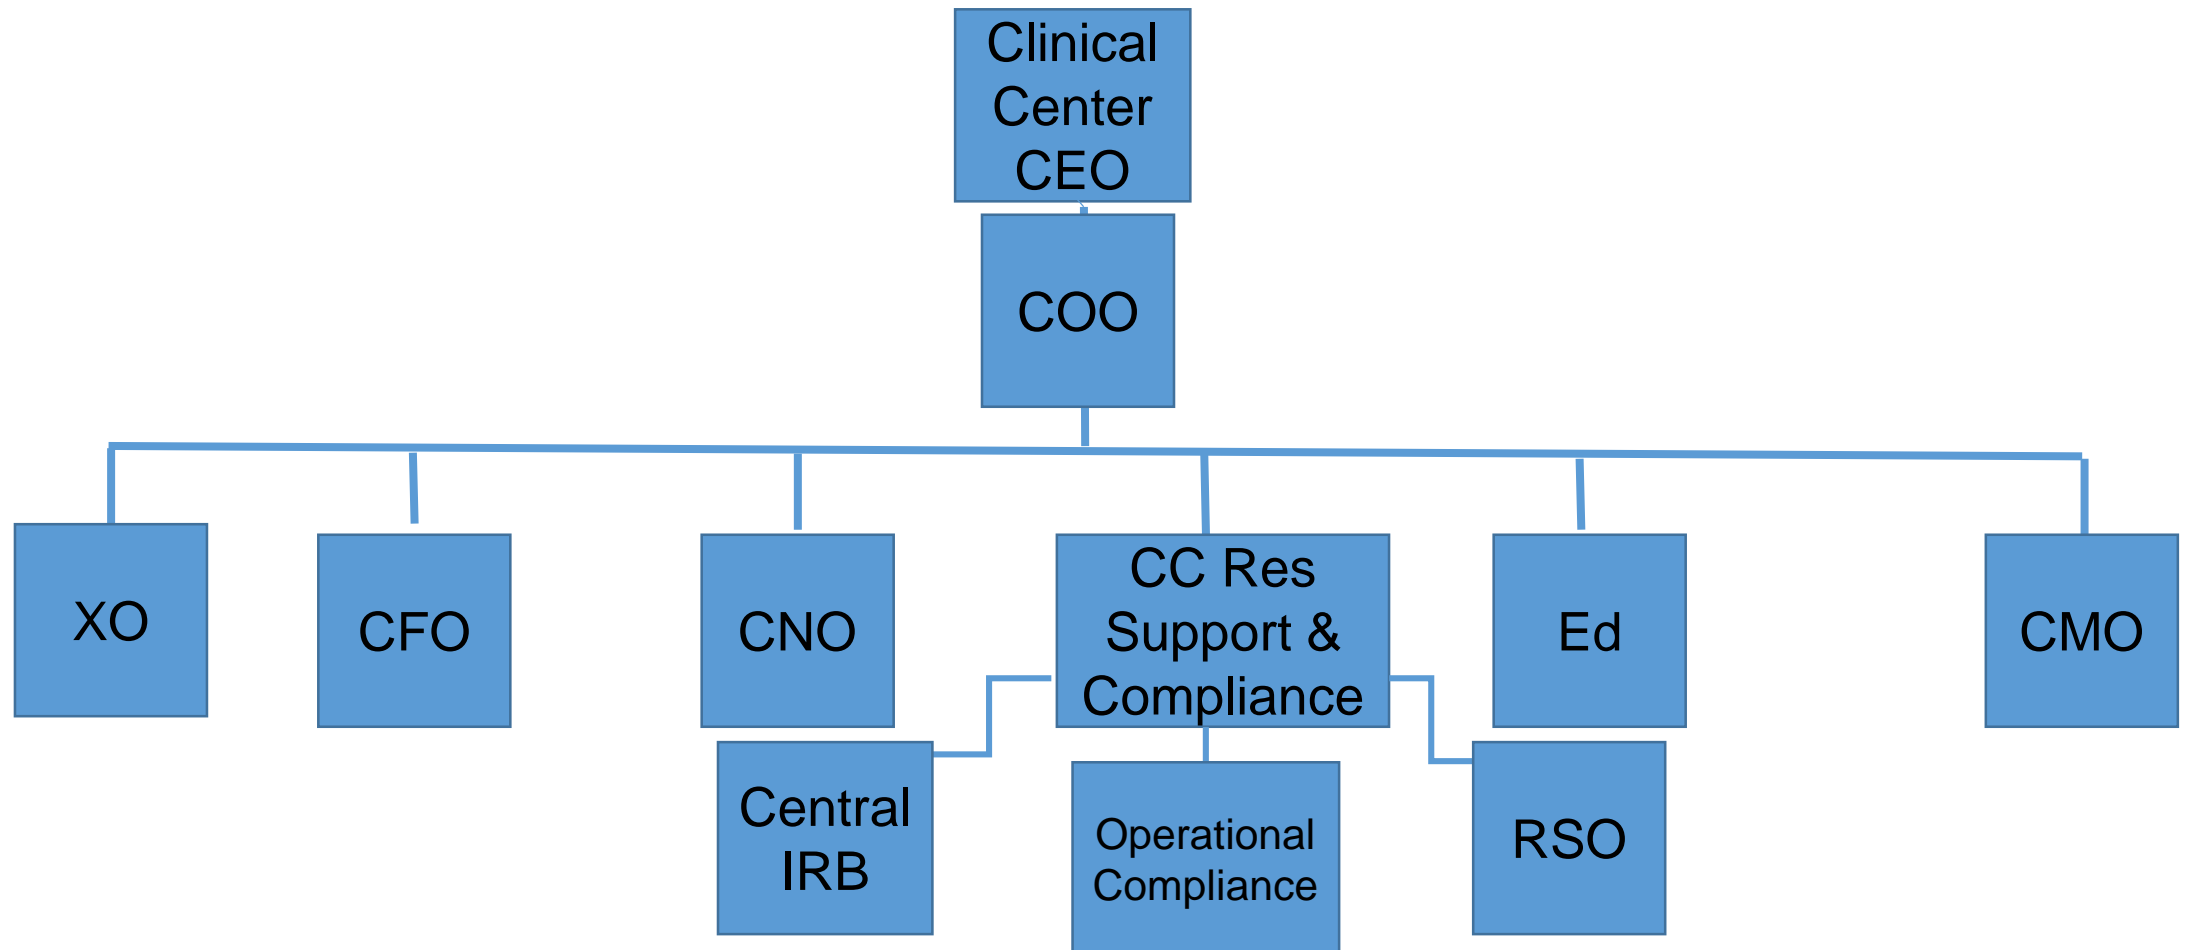 Clinical
Center
CEO
COO
XO
CFO
CNO
CC Res
Support &
Compliance
Ed
CMO
Central
IRB
Operational
Compliance
RSO